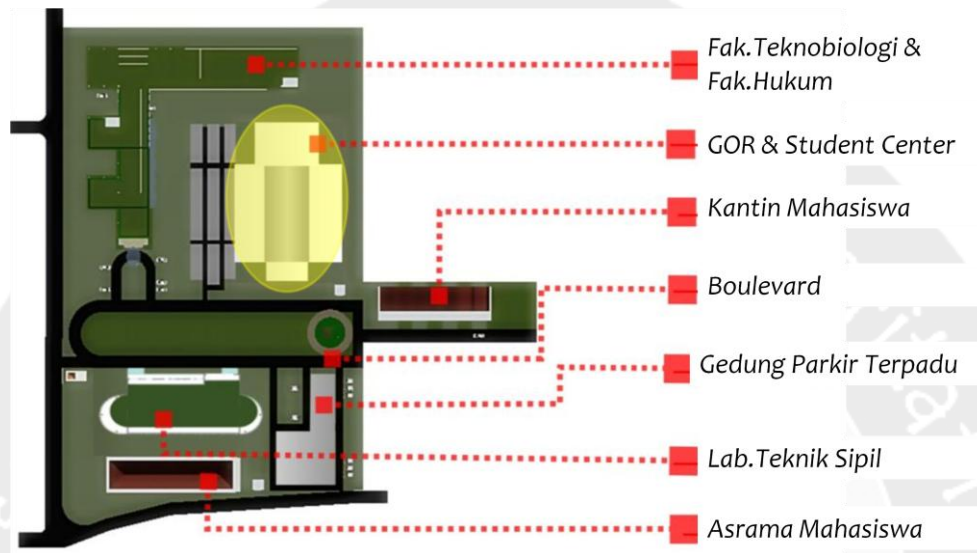 Fak.Teknobiologi &
Fak.Hukum
GOR & Student Center
Kantin Mahasiswa
Boulevard
Gedung Parkir Terpadu
Lab.Teknik Sipil
Asrama Mahasiswa